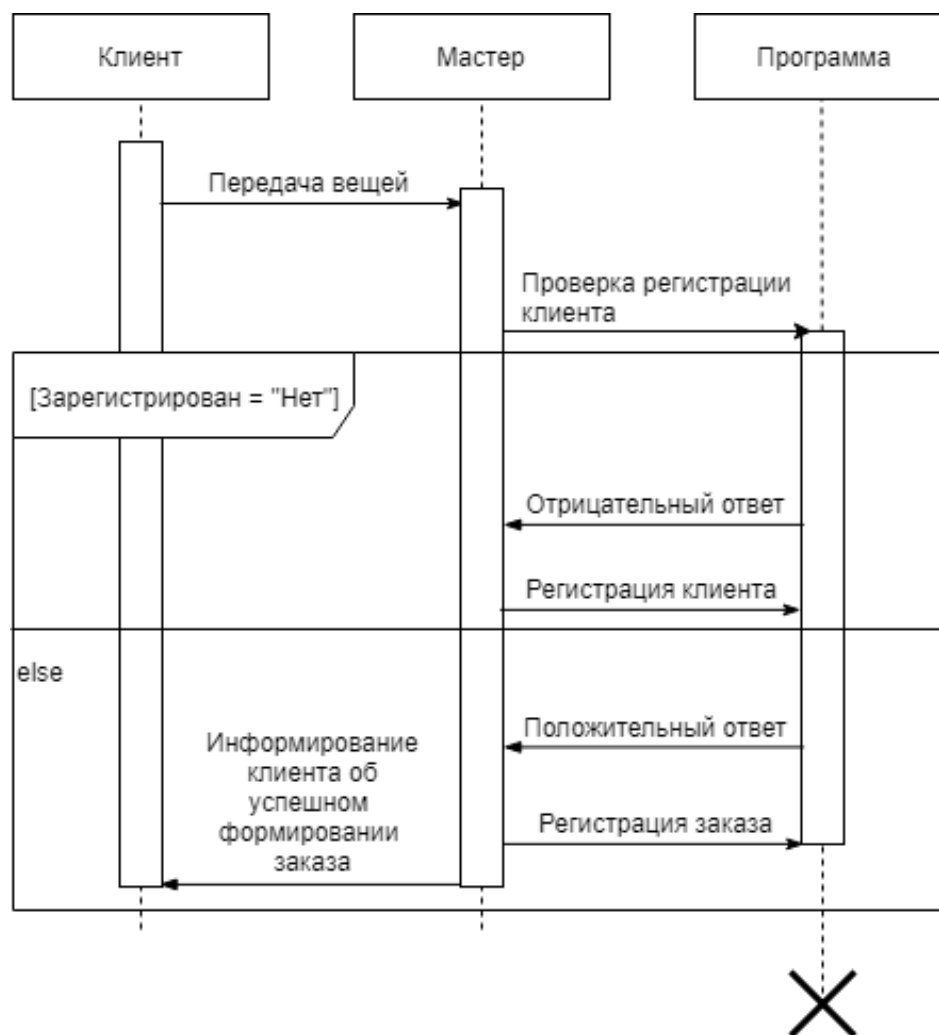 Клиент
Мастер
Программа
Передача вещей
Проверка регистрации
клиента
[Зарегистрирован = "Нет"]
Отрицательный ответ
Регистрация клиента
else
Положительный ответ
Информирование
клиента об
успешном
формировании
заказа
Регистрация заказа